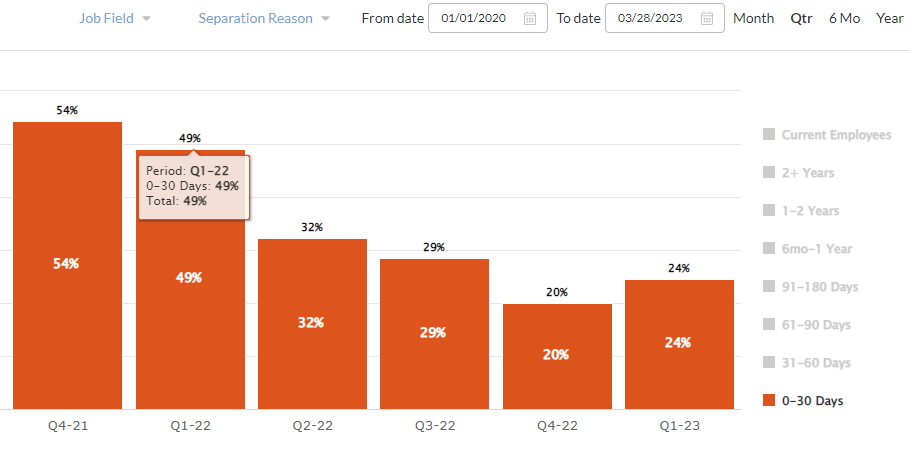 Job Field Separation Reason From date 01/01/2020 To date 03/28/2023 Month Qtr 6 Mo Year
54%
49%
32%
29%
20%
24%
Period: Q1-22
0-30 Days: 49%
Total: 49%
54%
49%
32%
29%
20%
24%
Q4-21 Q1-22 Q2-22 Q3-22 Q4-22 Q1-23
Current Employees
2+ Years
1-2 Years
6mo-1 Year
91-180 Days
61-90 Days
31-60 Days
0-30 Days